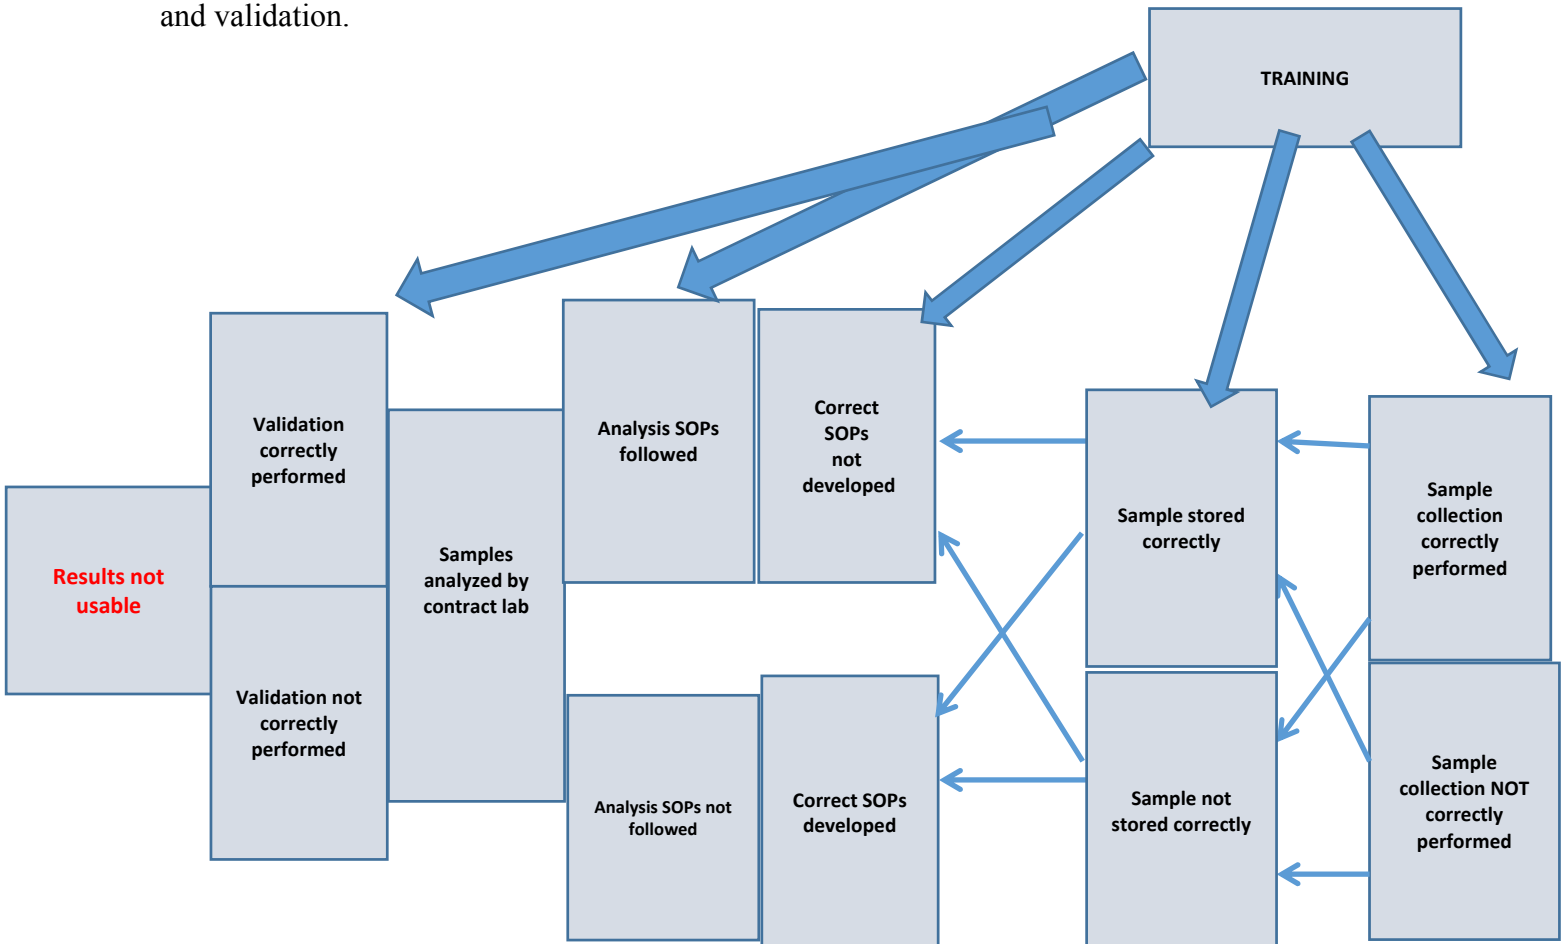 and validation.
TRAINING
Validation
correctly
performed
Analysis SOPs
followed
Correct
SOPs
not
developed
Sample stored
correctly
Sample
collection
correctly
performed
Results not
usable
Samples
analyzed by
contract lab
Validation not
correctly
performed
Analysis SOPs not
followed
Correct SOPs
developed
Sample not
stored correctly
Sample
collection NOT
correctly
performed